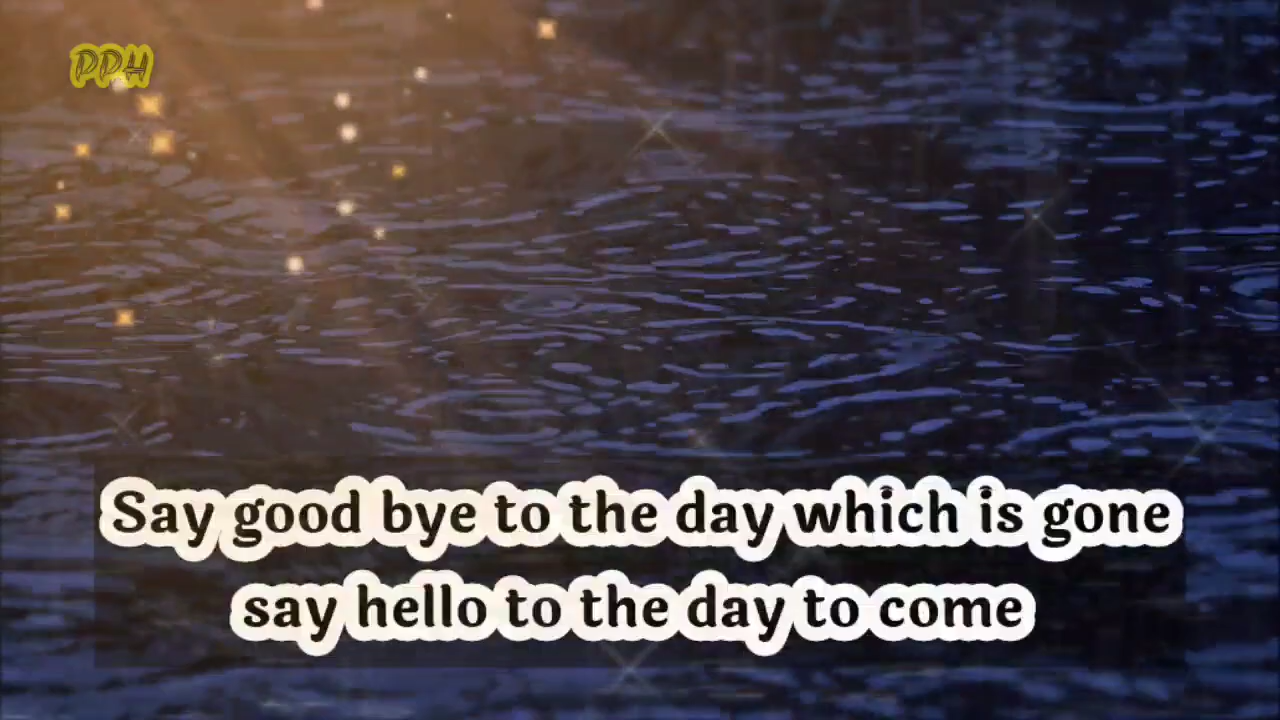 PPH
Say good bye to the day which is gone
say hello to the day to come